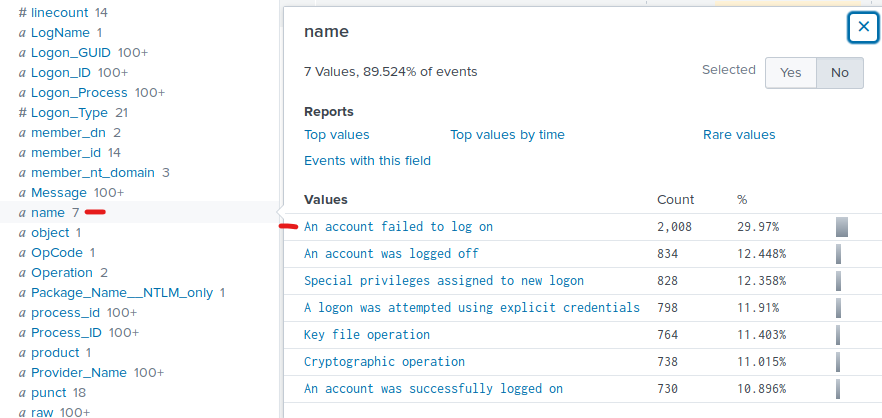 # linecount 14
a LogName 1
a Logon_GUID 100+
a Logon_ID 100+
a Logon_Process 100+
# Logon_Type 21
a member_dn 2
a member_id 14
a member_nt_domain 3
a Message 100+
a name 7
a object 1
a OpCode 1
a Operation 2
a Package_Name__NTLM_only 1
a process_id 100+
a Process_ID 100+
a product 1
a Provider_Name 100+
a punct 18
a raw 100+
name
7 Values, 89.524% of events
Selected Yes No
Reports
Top values Top values by time Rare values
Events with this field
Values Count %
An account failed to log on 2,008 29.97%
An account was logged off 834 12.448%
Special privileges assigned to new logon 828 12.358%
A logon was attempted using explicit credentials 798 11.91%
Key file operation 764 11.403%
Cryptographic operation 738 11.015%
An account was successfully logged on 730 10.896%